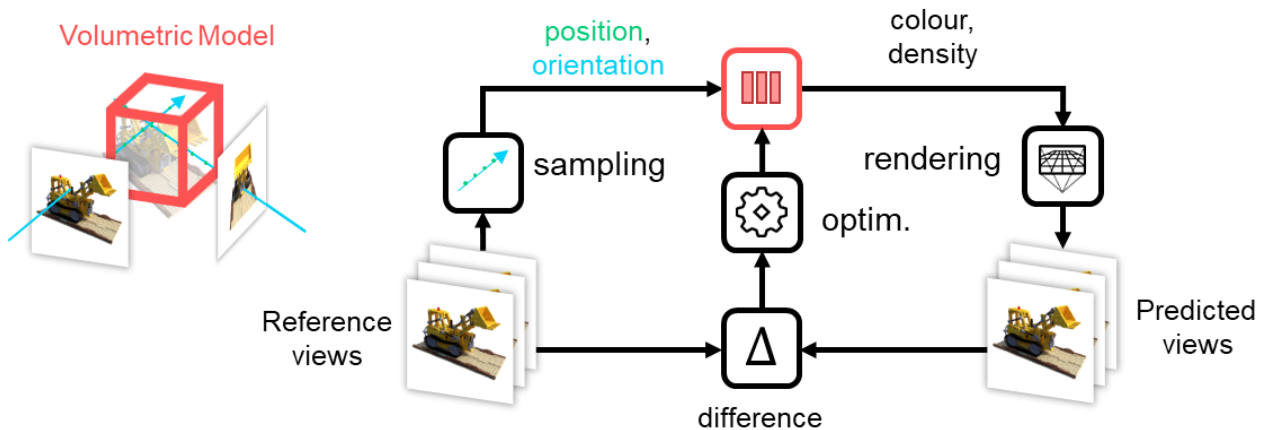 Volumetric Model
position,
orientation
colour,
density
sampling
rendering
optim.
Reference
views
Predicted
views
Δ
difference